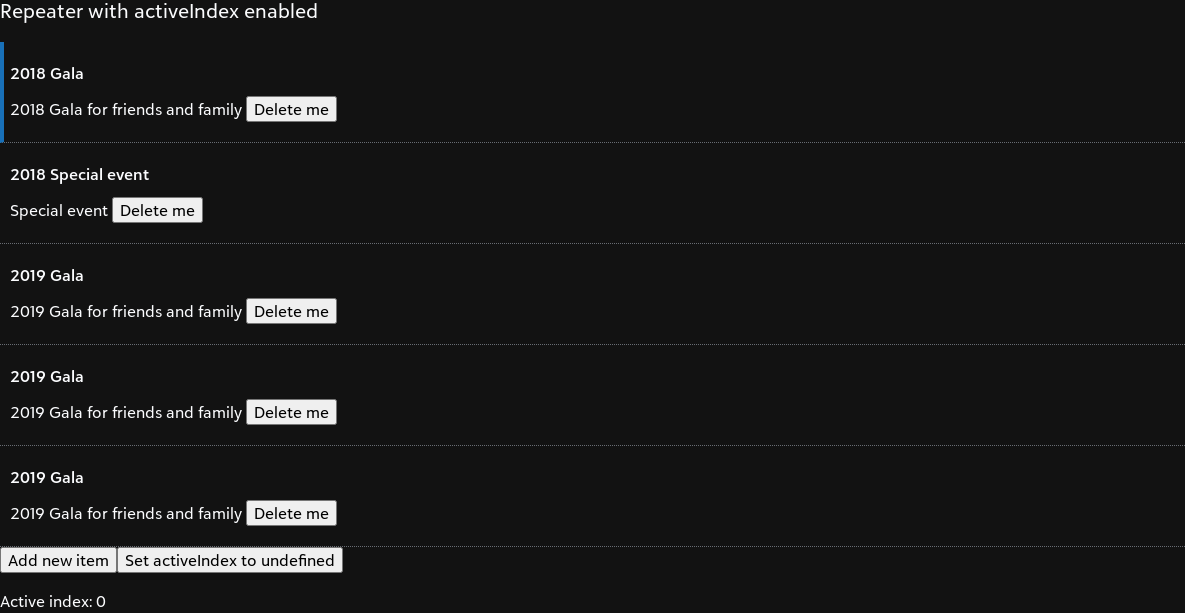 Repeater with activeIndex enabled
2018 Gala
2018 Gala for friends and family Delete me
2018 Special event
Special event Delete me
2019 Gala
2019 Gala for friends and family Delete me
2019 Gala
2019 Gala for friends and family Delete me
2019 Gala
2019 Gala for friends and family Delete me
Add new item Set activeIndex to undefined
Active index: 0